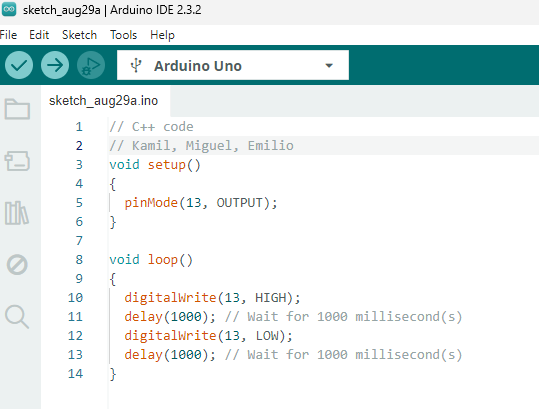 sketch_aug29a | Arduino IDE 2.3.2
File Edit Sketch Tools Help
Arduino Uno
sketch_aug29a.ino
1 // C++ code
2 // Kamil, Miguel, Emilio
3 void setup()
4 {
5 pinMode(13, OUTPUT);
6 }
7
8 void loop()
9 {
10 digitalWrite(13, HIGH);
11 delay(1000); // Wait for 1000 millisecond(s)
12 digitalWrite(13, LOW);
13 delay(1000); // Wait for 1000 millisecond(s)
14 }